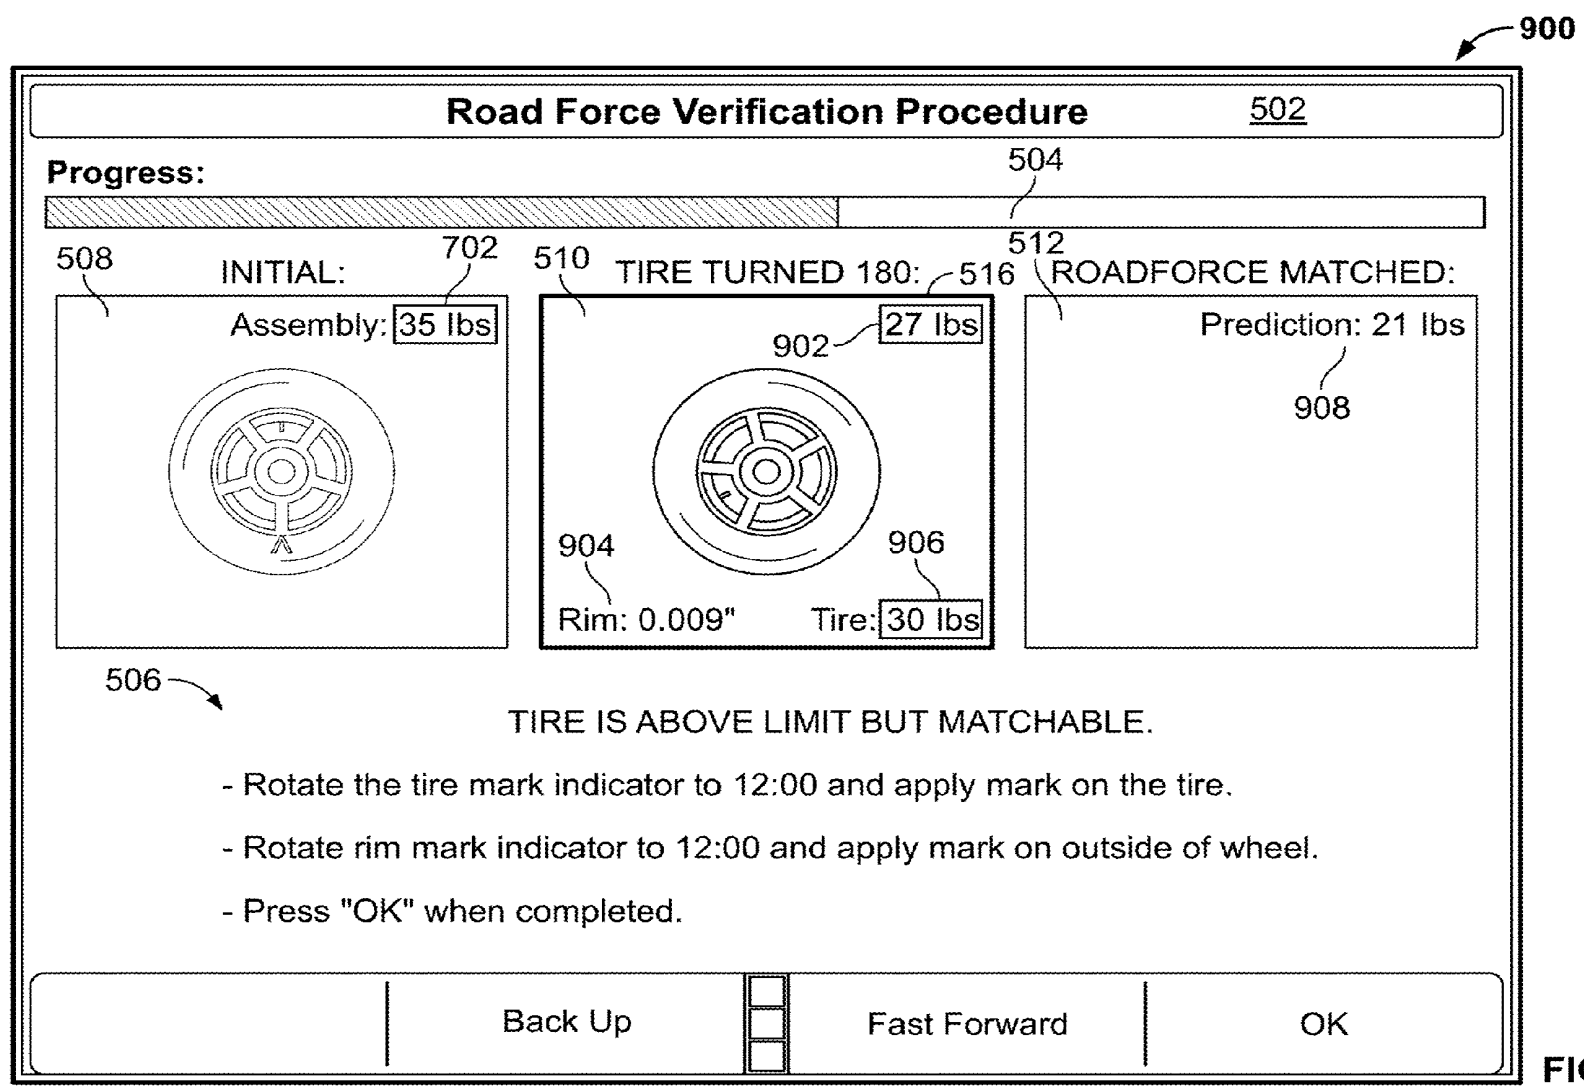 900
Road Force Verification Procedure 502
Progress:
504
508 INITIAL: 702 510 TIRE TURNED 180: 516 512 ROADFORCE MATCHED:
Assembly: 35 lbs 27 lbs Prediction: 21 lbs
902 908
904 906
Rim: 0.009" Tire: 30 lbs
506
TIRE IS ABOVE LIMIT BUT MATCHABLE.
- Rotate the tire mark indicator to 12:00 and apply mark on the tire.
- Rotate rim mark indicator to 12:00 and apply mark on outside of wheel.
- Press "OK" when completed.
Back Up Fast Forward OK